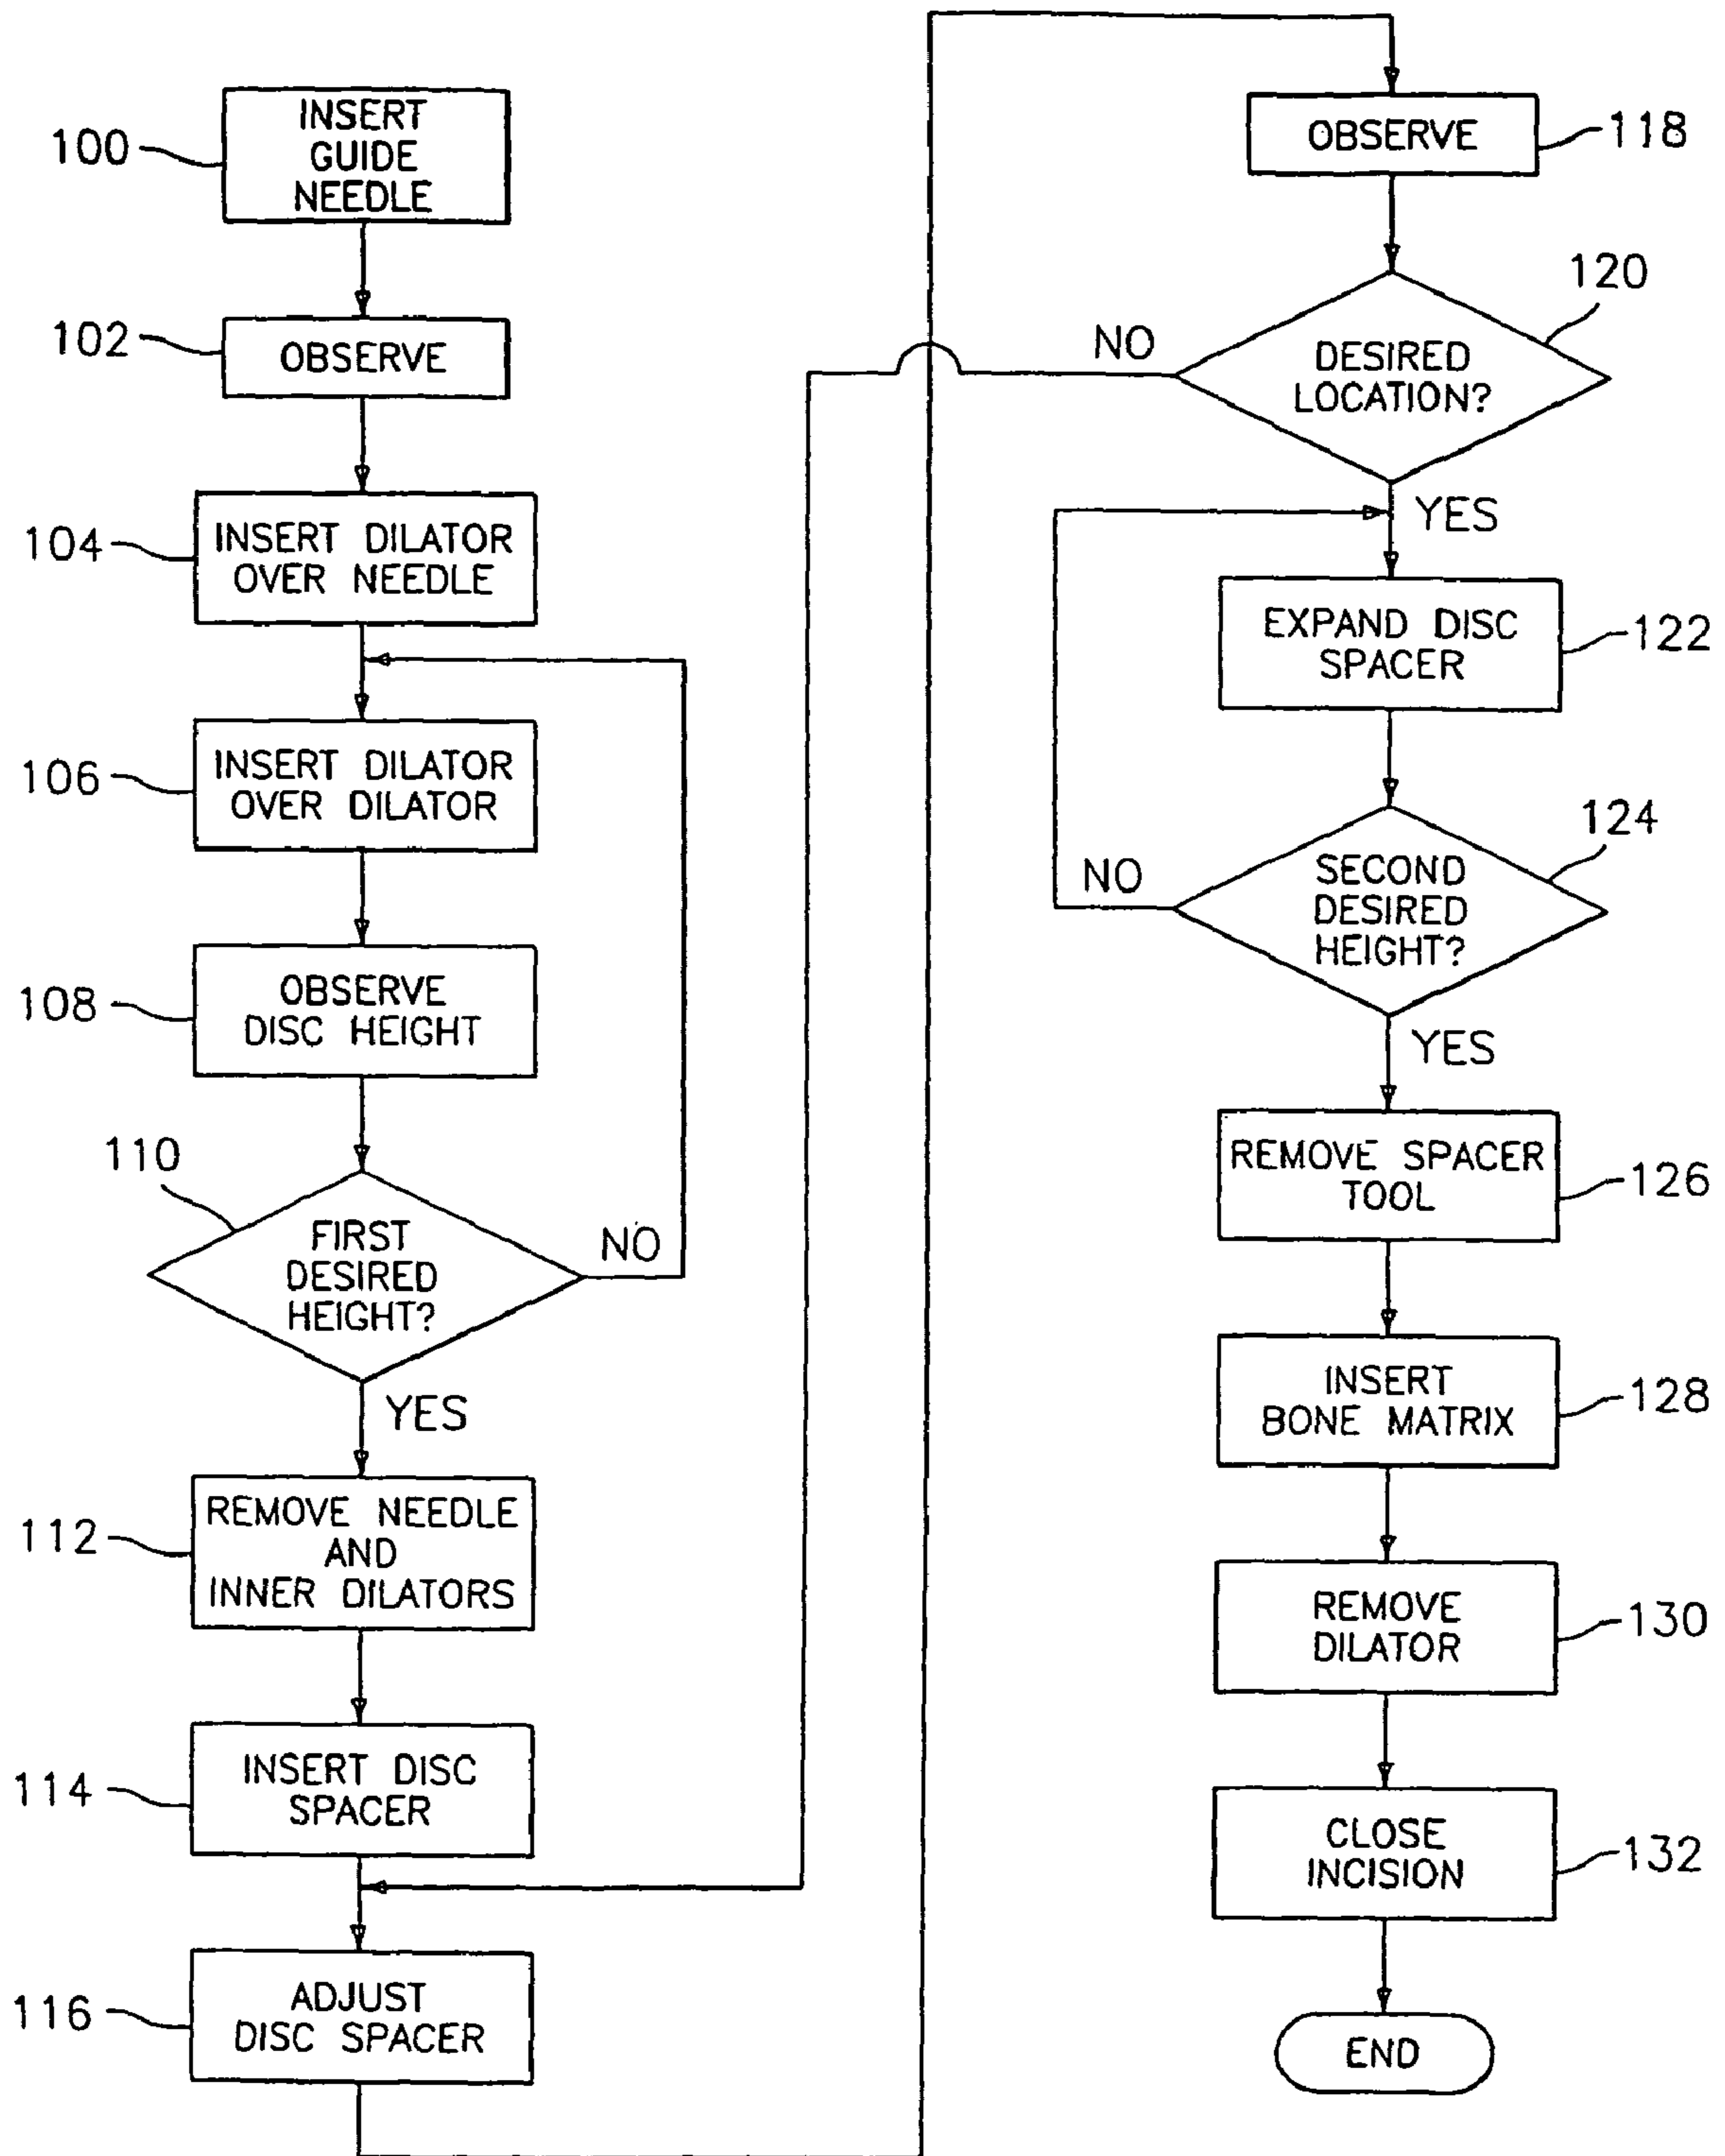 100
INSERT
GUIDE
NEEDLE
102
OBSERVE
104
INSERT DILATOR
OVER NEEDLE
106
INSERT DILATOR
OVER DILATOR
108
OBSERVE
DISC HEIGHT
110
FIRST
DESIRED
HEIGHT?
NO
YES
112
REMOVE NEEDLE
AND
INNER DILATORS
114
INSERT DISC
SPACER
116
ADJUST
DISC SPACER
OBSERVE
118
120
NO
DESIRED
LOCATION?
YES
EXPAND DISC
SPACER
122
124
NO
SECOND
DESIRED
HEIGHT?
YES
REMOVE SPACER
TOOL
126
INSERT
BONE MATRIX
128
REMOVE
DILATOR
130
CLOSE
INCISION
132
END